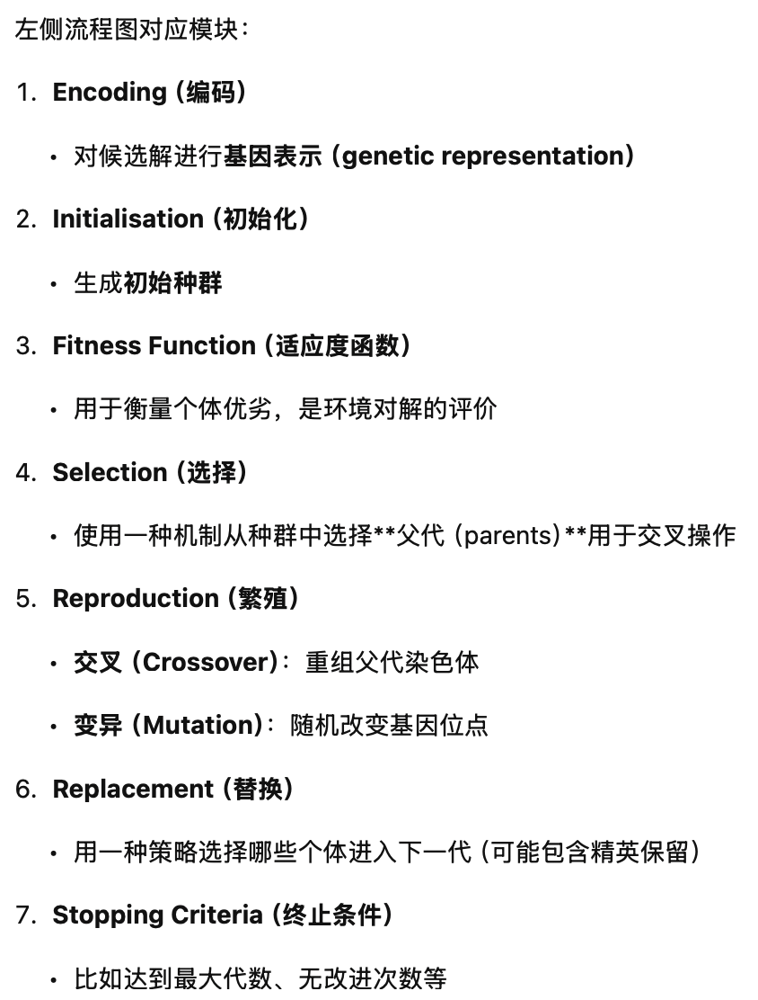 左侧流程图对应模块：
1. Encoding（编码）
• 对候选解进行基因表示（genetic representation）
2. Initialisation（初始化）
• 生成初始种群
3. Fitness Function（适应度函数）
• 用于衡量个体优劣，是环境对解的评价
4. Selection（选择）
• 使用一种机制从种群中选择**父代（parents）**用于交叉操作
5. Reproduction（繁殖）
• 交叉（Crossover）：重组父代染色体
• 变异（Mutation）：随机改变基因位点
6. Replacement（替换）
• 用一种策略选择哪些个体进入下一代（可能包含精英保留）
7. Stopping Criteria（终止条件）
• 比如达到最大代数、无改进次数等